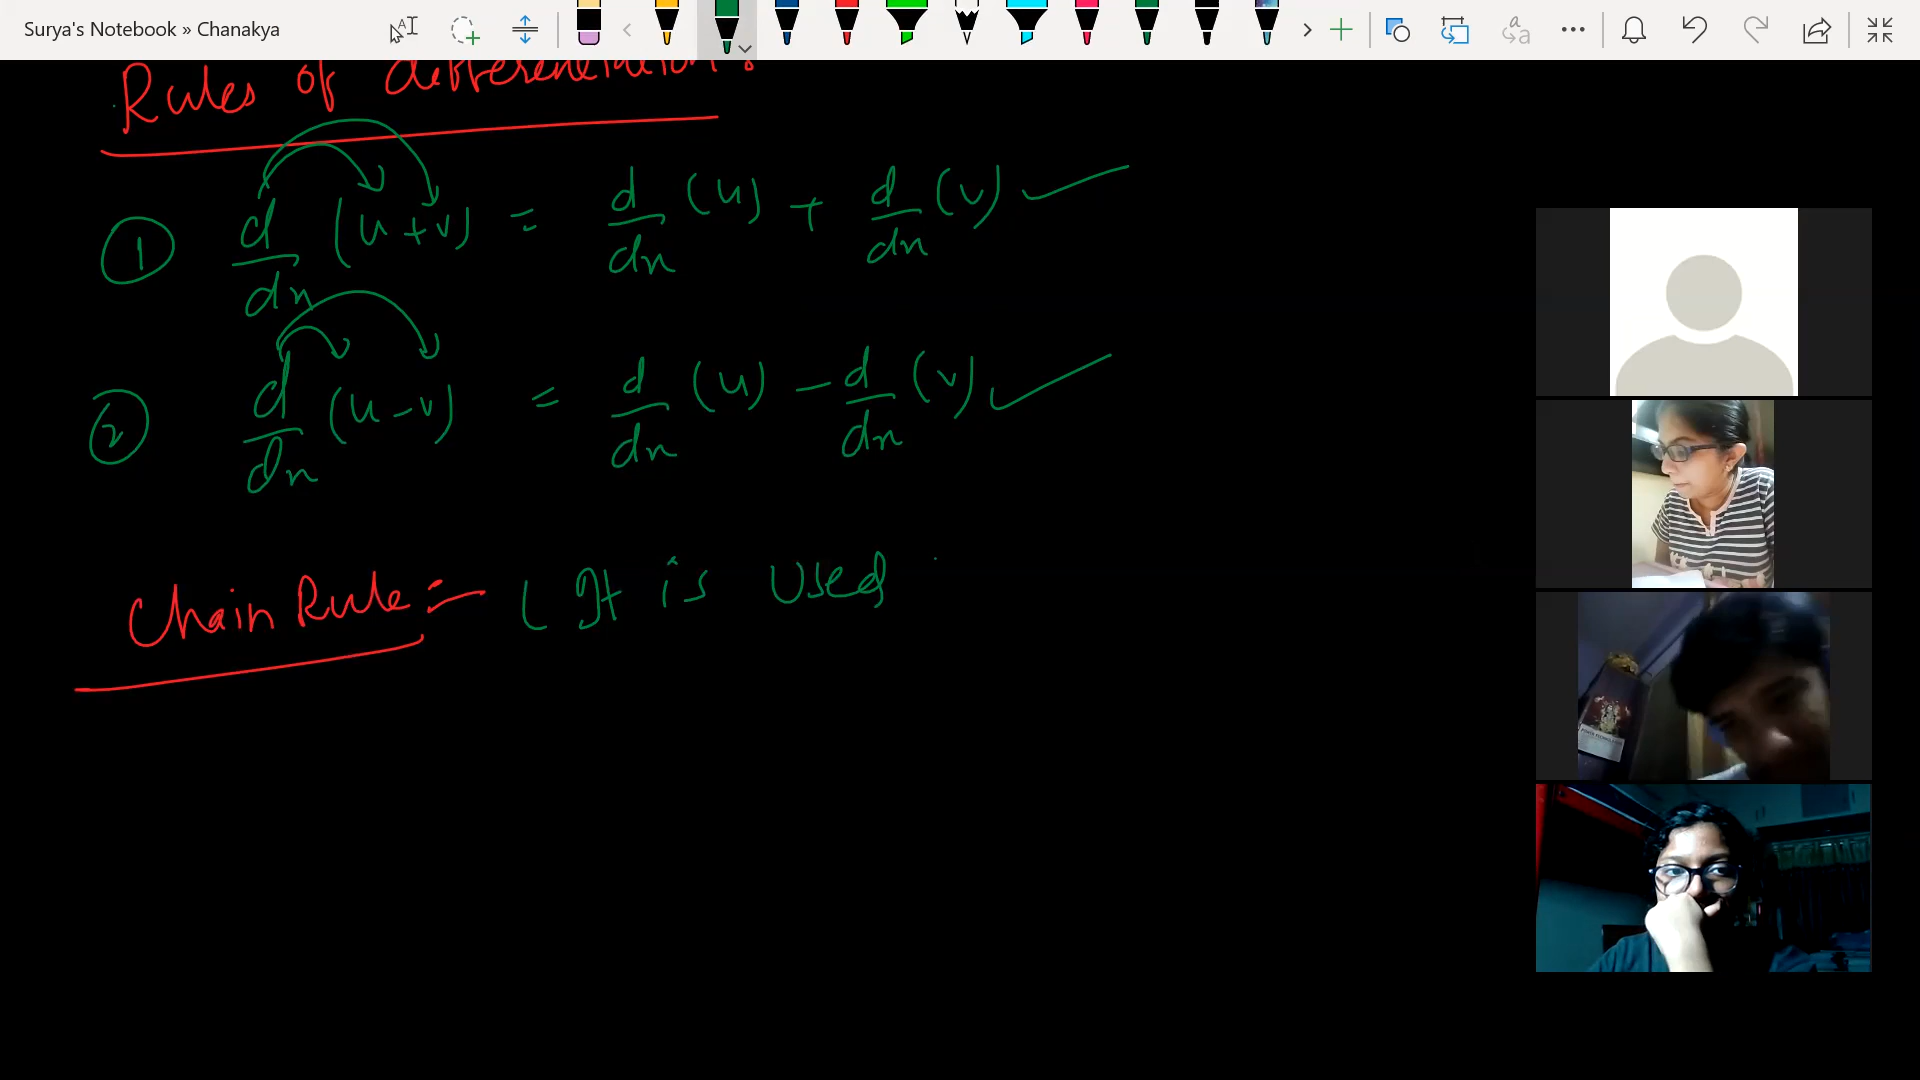 Surya's Notebook » Chanakya
Rules of differentiation:
① d/dx (u+v) = d/dx (u) + d/dx (v) ✓
② d/dx (u-v) = d/dx (u) - d/dx (v) ✓
Chain Rule :- ( It is used